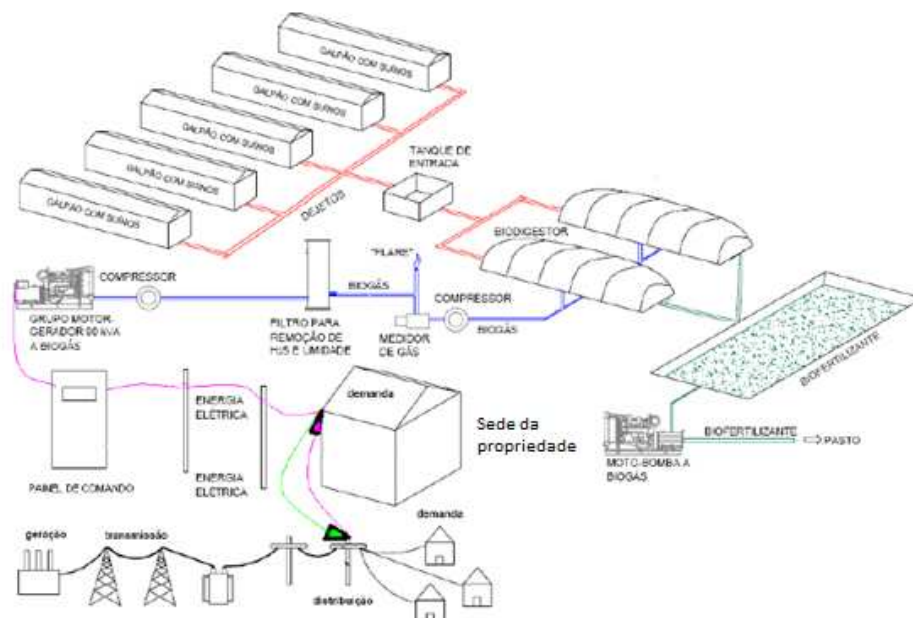 GALPÃO COM SUÍNOS
GALPÃO COM SUÍNOS
GALPÃO COM SUÍNOS
GALPÃO COM SUÍNOS
GALPÃO COM SUÍNOS
DEJETOS
TANQUE DE
ENTRADA
BIODIGESTOR
"FLARE"
COMPRESSOR
BIOGÁS
COMPRESSOR
BIOGÁS
GRUPO MOTOR-
GERADOR 90 kVA
A BIOGÁS
FILTRO PARA
REMOÇÃO DE
H₂S E UMIDADE
MEDIDOR
DE GÁS
BIOFERTILIZANTE
demanda
ENERGIA
ELÉTRICA
Sede da
propriedade
BIOFERTILIZANTE
PASTO
MOTO-BOMBA A
BIOGÁS
PAINEL DE COMANDO
ENERGIA
ELÉTRICA
geração
transmissão
demanda
distribuição